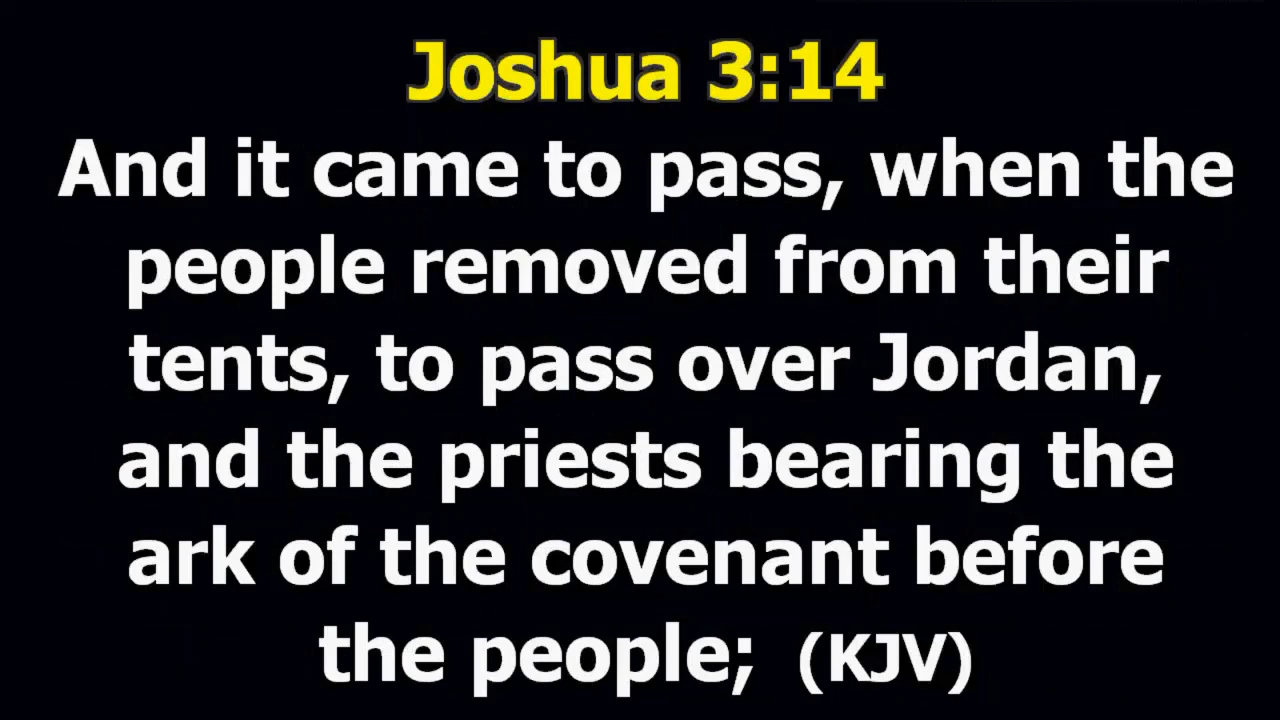 Joshua 3:14
And it came to pass, when the
people removed from their
tents, to pass over Jordan,
and the priests bearing the
ark of the covenant before
the people; (KJV)